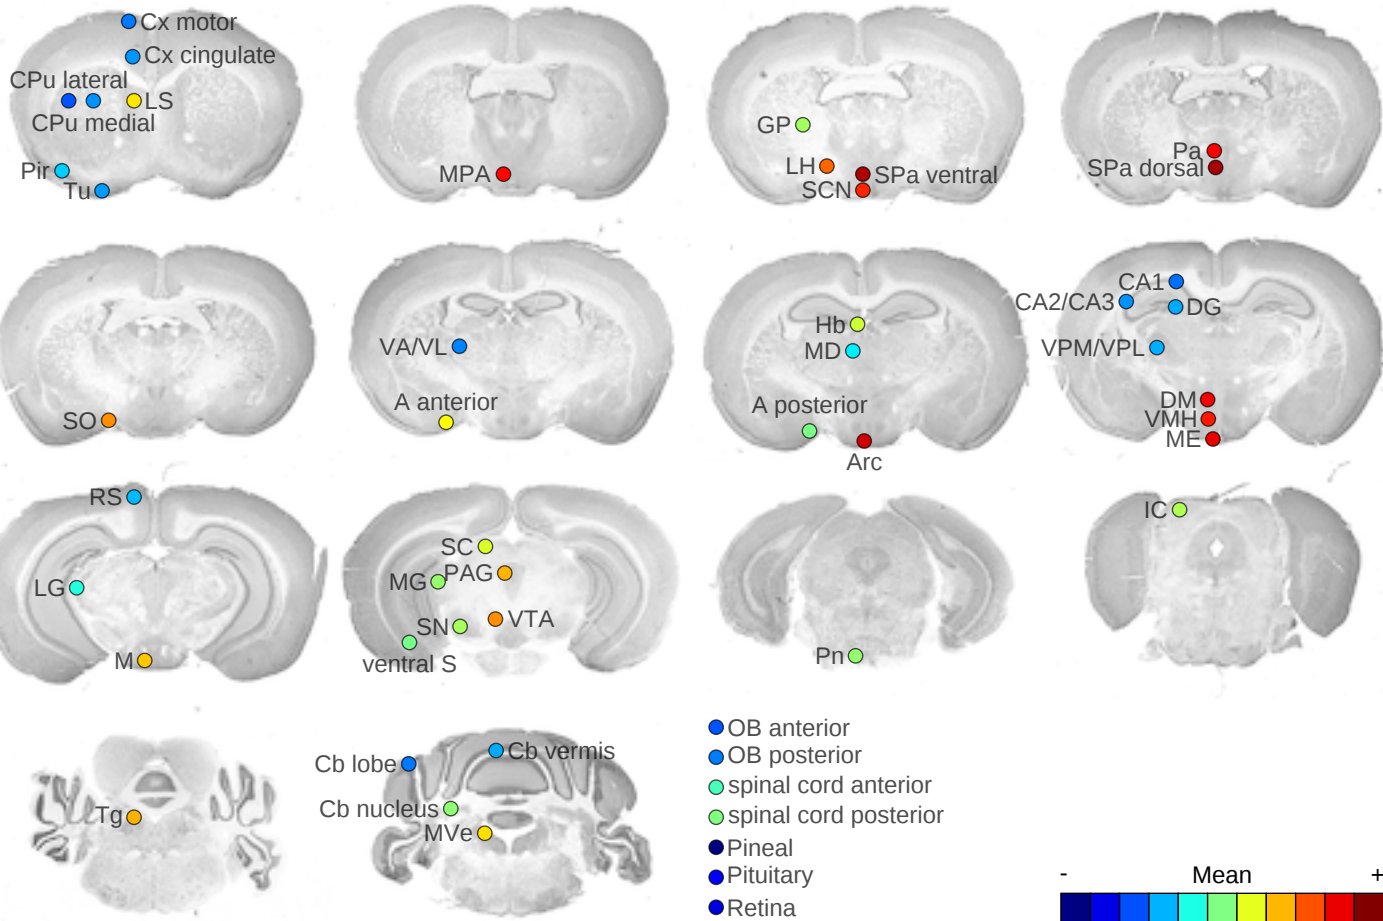 Cx motor
Cx cingulate
CPu lateral
LS
CPu medial
Pir
Tu
MPA
GP
LH
SPa ventral
SCN
Pa
SPa dorsal
SO
VA/VL
A anterior
Hb
MD
A posterior
Arc
CA1
CA2/CA3
DG
VPM/VPL
DM
VMH
ME
RS
LG
M
SC
PAG
MG
SN
VTA
ventral S
Pn
IC
Tg
Cb lobe
Cb vermis
Cb nucleus
MVe
OB anterior
OB posterior
spinal cord anterior
spinal cord posterior
Pineal
Pituitary
Retina
- Mean +